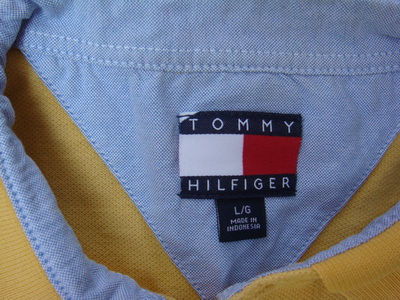 TOMMY
HILFIGER
L/G
MADE IN
INDONESIA